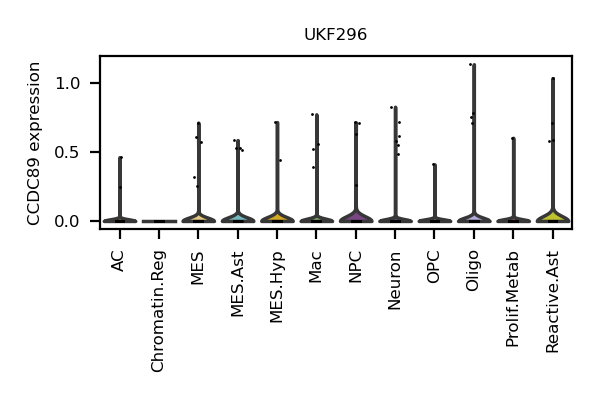 UKF296
CCDC89 expression
1.0
0.5
0.0
AC
Chromatin.Reg
MES
MES.Ast
MES.Hyp
Mac
NPC
Neuron
OPC
Oligo
Prolif.Metab
Reactive.Ast